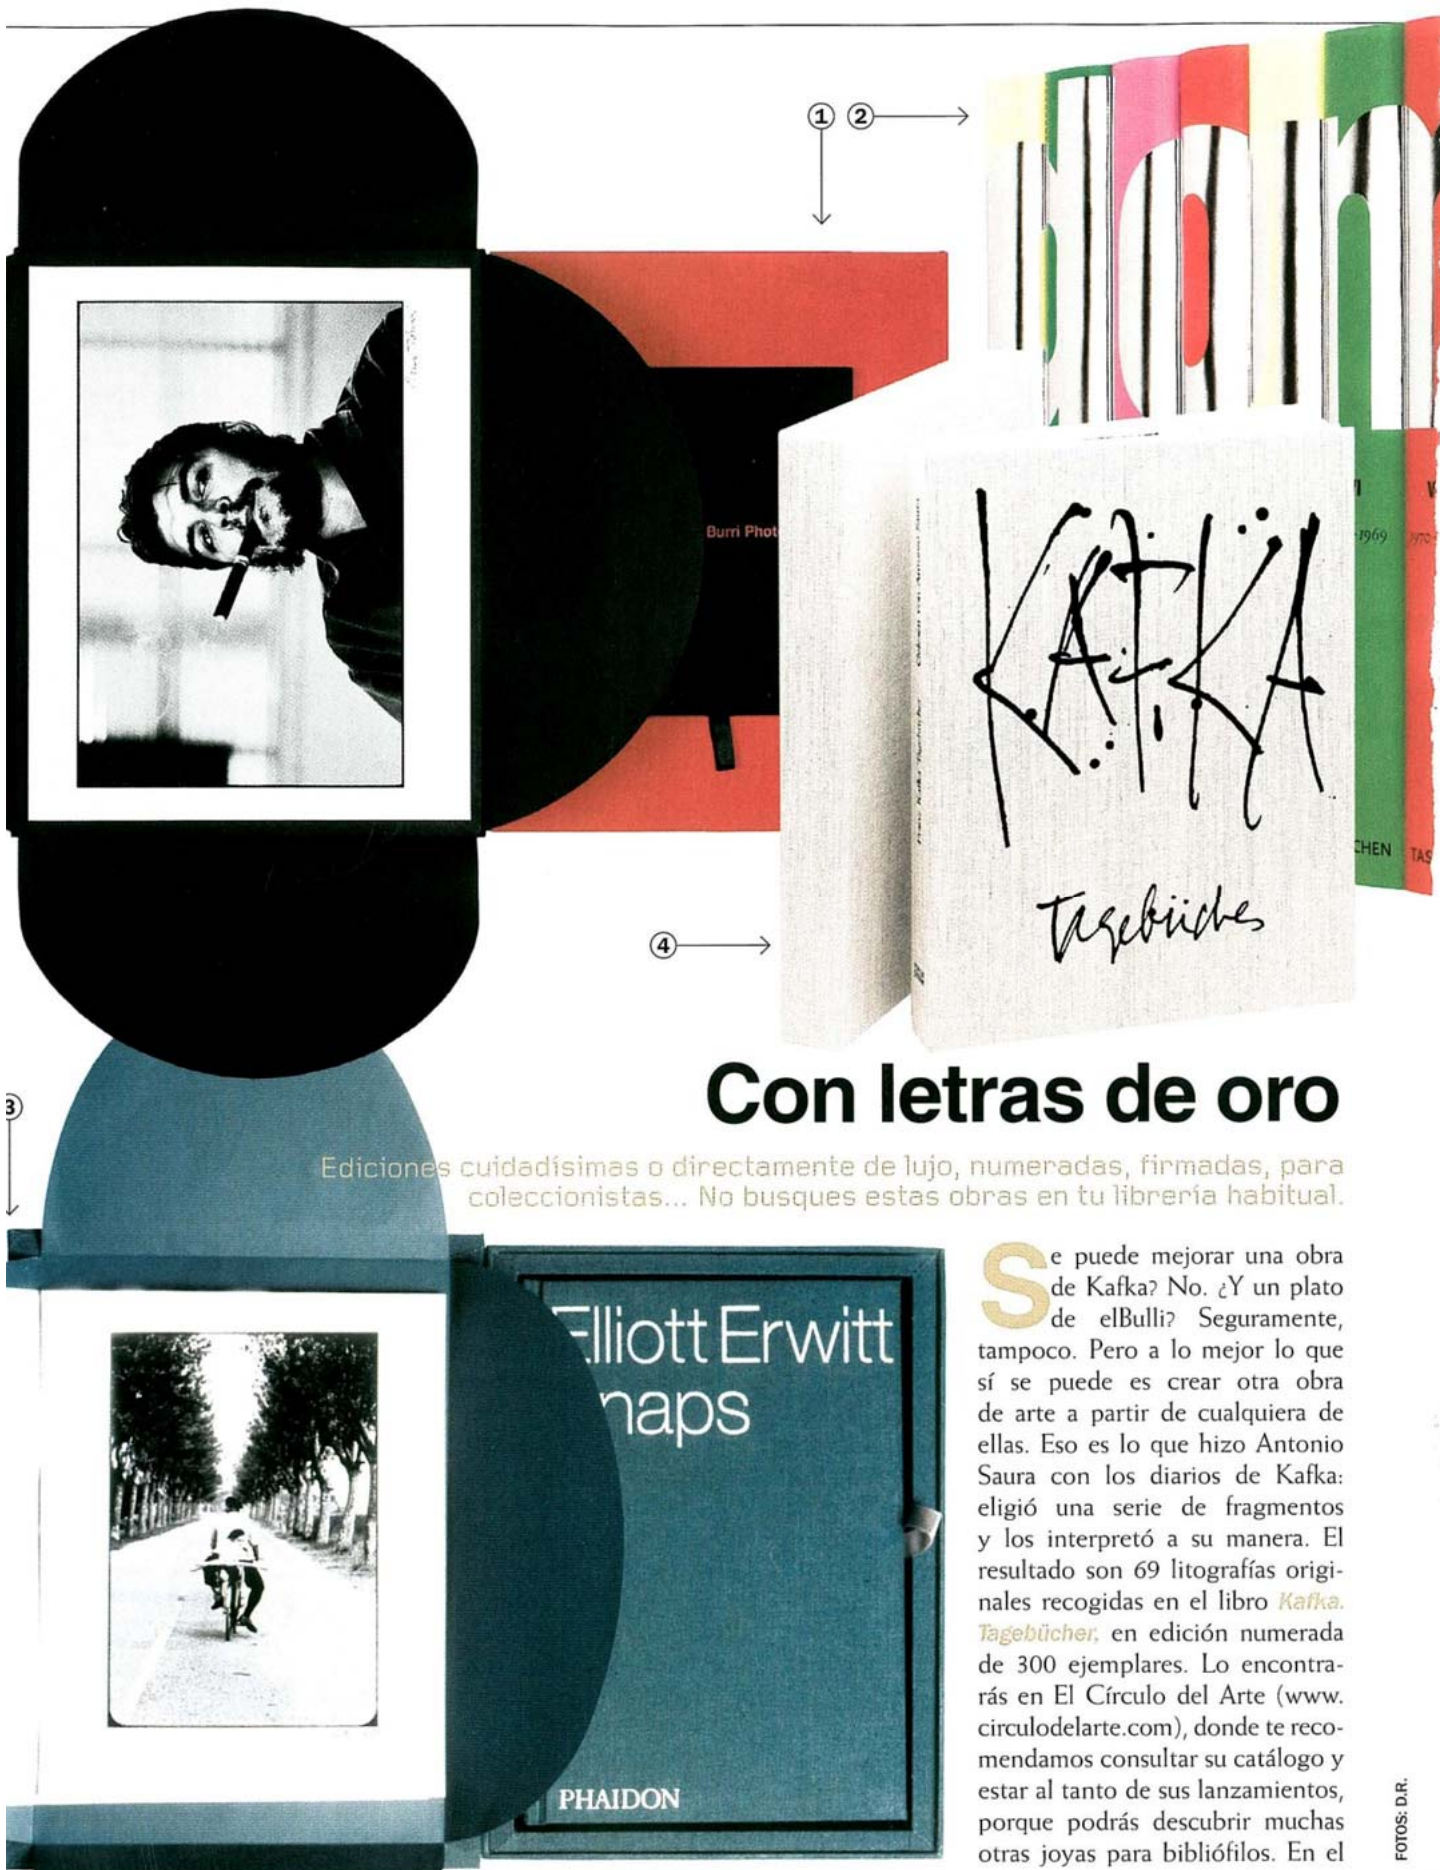 1 2
Burri Phot
VI
-1969
1970-
CHEN
TAS
KAFKA
Tagebücher
4
Con letras de oro
3
Ediciones cuidadísimas o directamente de lujo, numeradas, firmadas, para
coleccionistas... No busques estas obras en tu librería habitual.
Elliott Erwitt
naps
PHAIDON
Se puede mejorar una obra
de Kafka? No. ¿Y un plato
de elBulli? Seguramente,
tampoco. Pero a lo mejor lo que
sí se puede es crear otra obra
de arte a partir de cualquiera de
ellas. Eso es lo que hizo Antonio
Saura con los diarios de Kafka:
eligió una serie de fragmentos
y los interpretó a su manera. El
resultado son 69 litografías origi-
nales recogidas en el libro Kafka.
Tagebücher, en edición numerada
de 300 ejemplares. Lo encontra-
rás en El Círculo del Arte (www.
circulodelarte.com), donde te reco-
mendamos consultar su catálogo y
estar al tanto de sus lanzamientos,
porque podrás descubrir muchas
otras joyas para bibliófilos. En el
FOTOS: D.R.